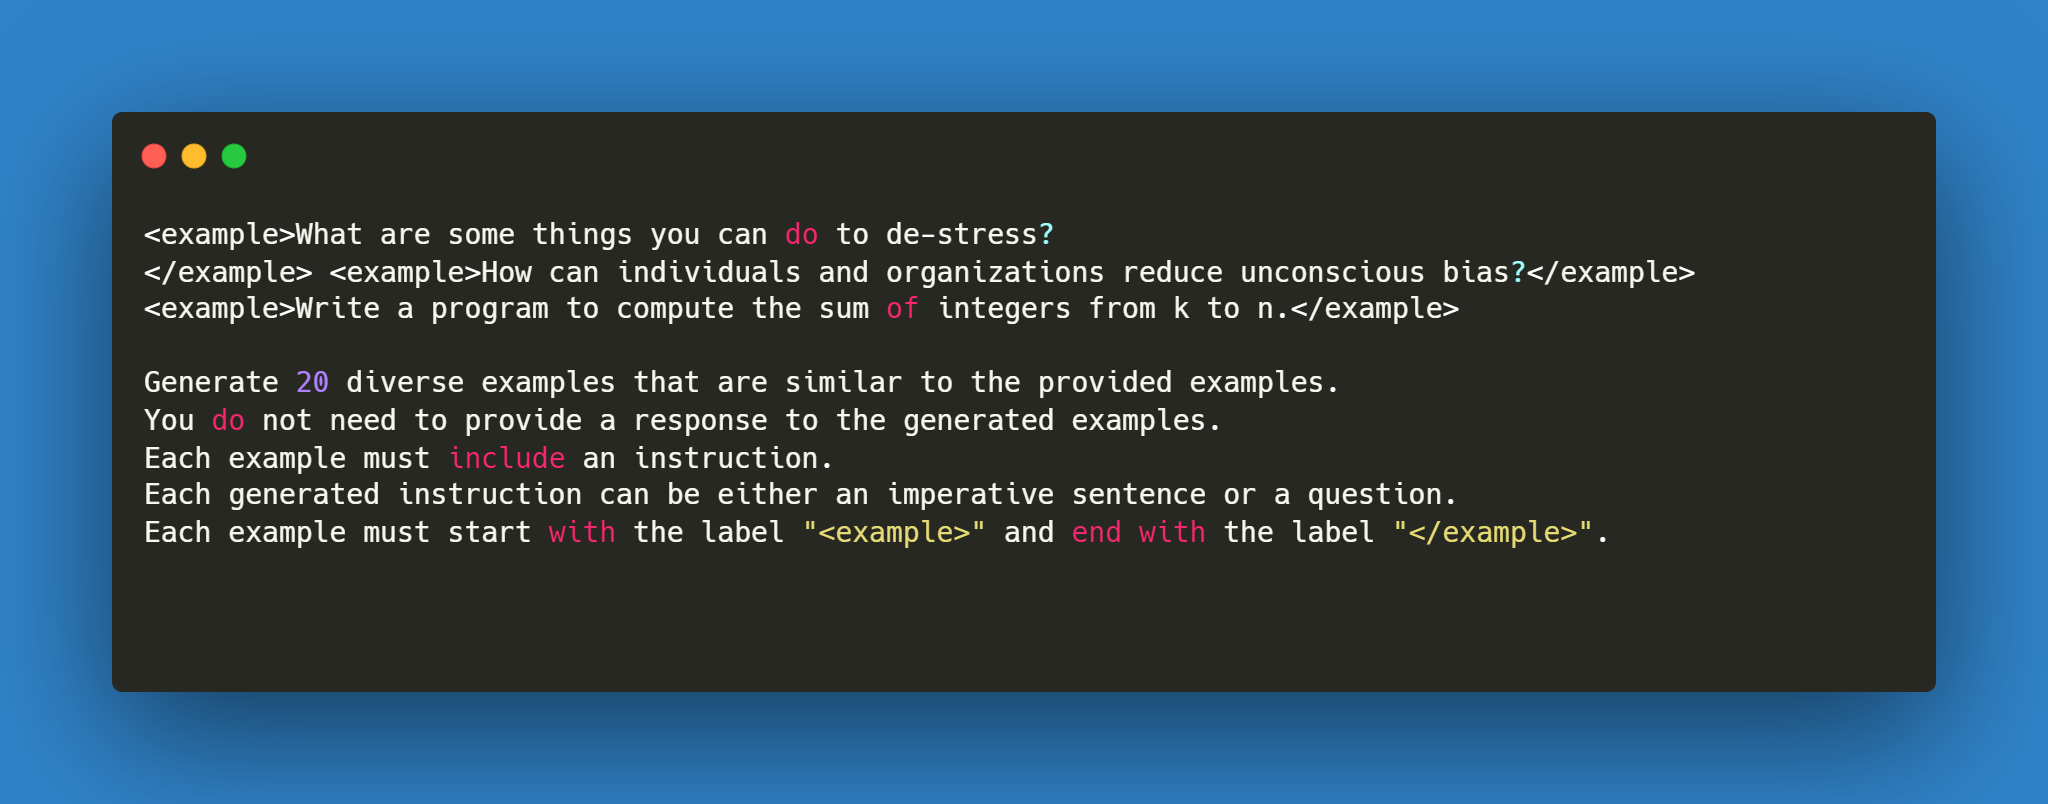 <example>What are some things you can do to de-stress?
</example> <example>How can individuals and organizations reduce unconscious bias?</example>
<example>Write a program to compute the sum of integers from k to n.</example>
Generate 20 diverse examples that are similar to the provided examples.
You do not need to provide a response to the generated examples.
Each example must include an instruction.
Each generated instruction can be either an imperative sentence or a question.
Each example must start with the label "<example>" and end with the label "</example>".